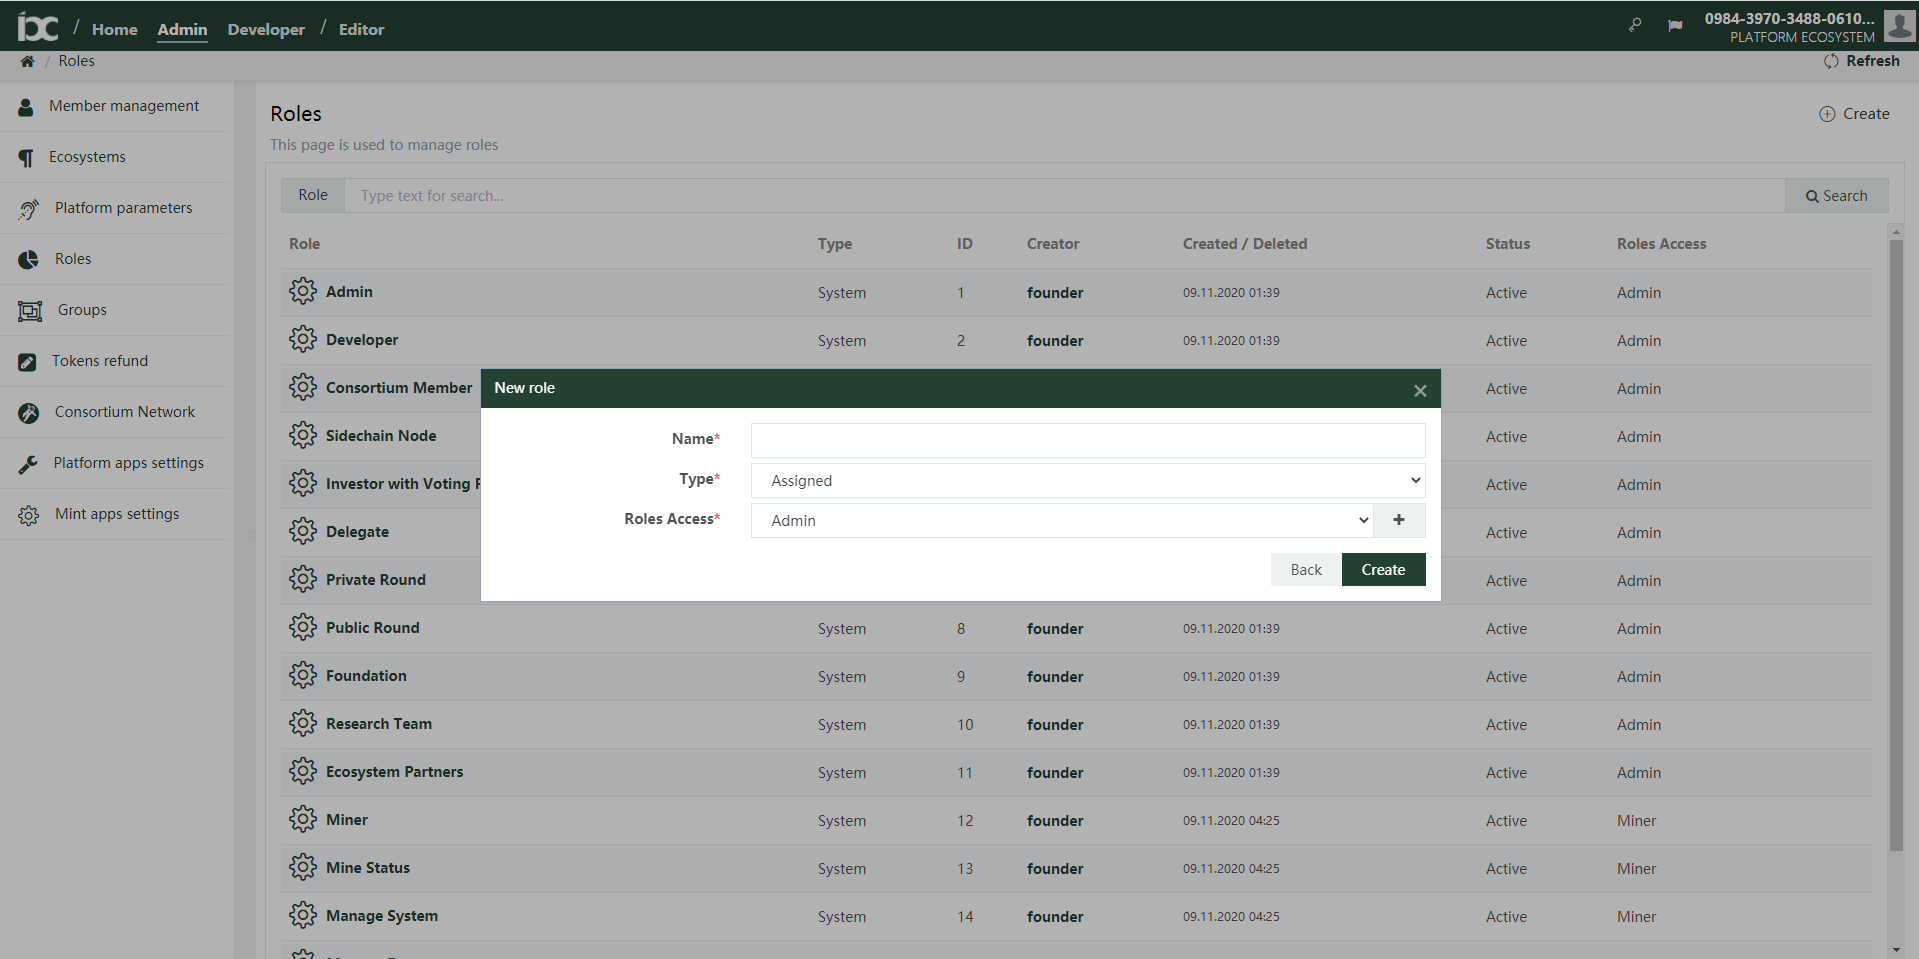 ibc / Home Admin Developer / Editor
0984-3970-3488-0610...
PLATFORM ECOSYSTEM
/ Roles
Refresh
Member management
Ecosystems
Platform parameters
Roles
Groups
Tokens refund
Consortium Network
Platform apps settings
Mint apps settings
Roles
Create
This page is used to manage roles
Role Type text for search... Search
Role Type ID Creator Created / Deleted Status Roles Access
Admin System 1 founder 09.11.2020 01:39 Active Admin
Developer System 2 founder 09.11.2020 01:39 Active Admin
Consortium Member Active Admin
Sidechain Node Active Admin
Investor with Voting Active Admin
Delegate Active Admin
Private Round Active Admin
New role
Name*
Type* Assigned
Roles Access* Admin +
Back Create
Public Round System 8 founder 09.11.2020 01:39 Active Admin
Foundation System 9 founder 09.11.2020 01:39 Active Admin
Research Team System 10 founder 09.11.2020 01:39 Active Admin
Ecosystem Partners System 11 founder 09.11.2020 01:39 Active Admin
Miner System 12 founder 09.11.2020 04:25 Active Miner
Mine Status System 13 founder 09.11.2020 04:25 Active Miner
Manage System System 14 founder 09.11.2020 04:25 Active Miner